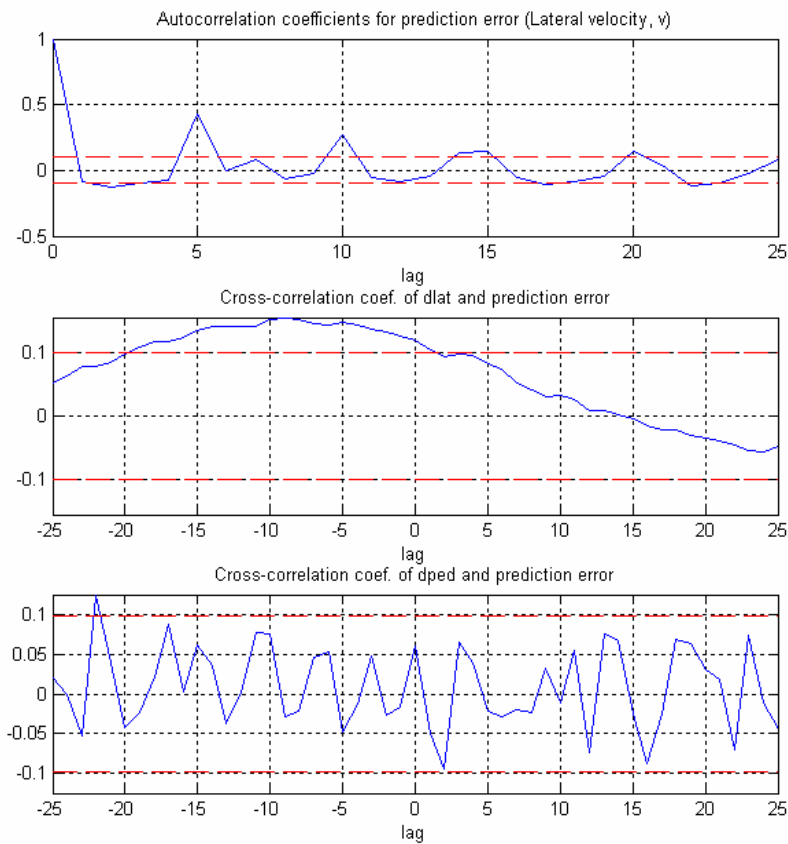 Autocorrelation coefficients for prediction error (Lateral velocity, v)
1
0.5
0
-0.5
0 5 10 15 20 25
lag
Cross-correlation coef. of dlat and prediction error
0.1
0
-0.1
-25 -20 -15 -10 -5 0 5 10 15 20 25
lag
Cross-correlation coef. of dped and prediction error
0.1
0.05
0
-0.05
-0.1
-25 -20 -15 -10 -5 0 5 10 15 20 25
lag